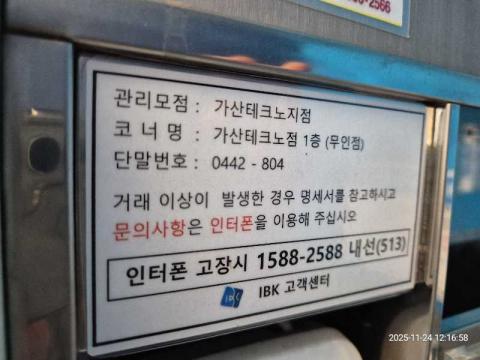 -2566
관리모점 : 가산테크노지점
코 너 명 : 가산테크노점 1층 (무인점)
단말번호 : 0442 - 804
거래 이상이 발생한 경우 명세서를 참고하시고
문의사항은 인터폰을 이용해 주십시오
인터폰 고장시 1588-2588 내선(513)
IBK 고객센터
2025-11-24 12:16:58